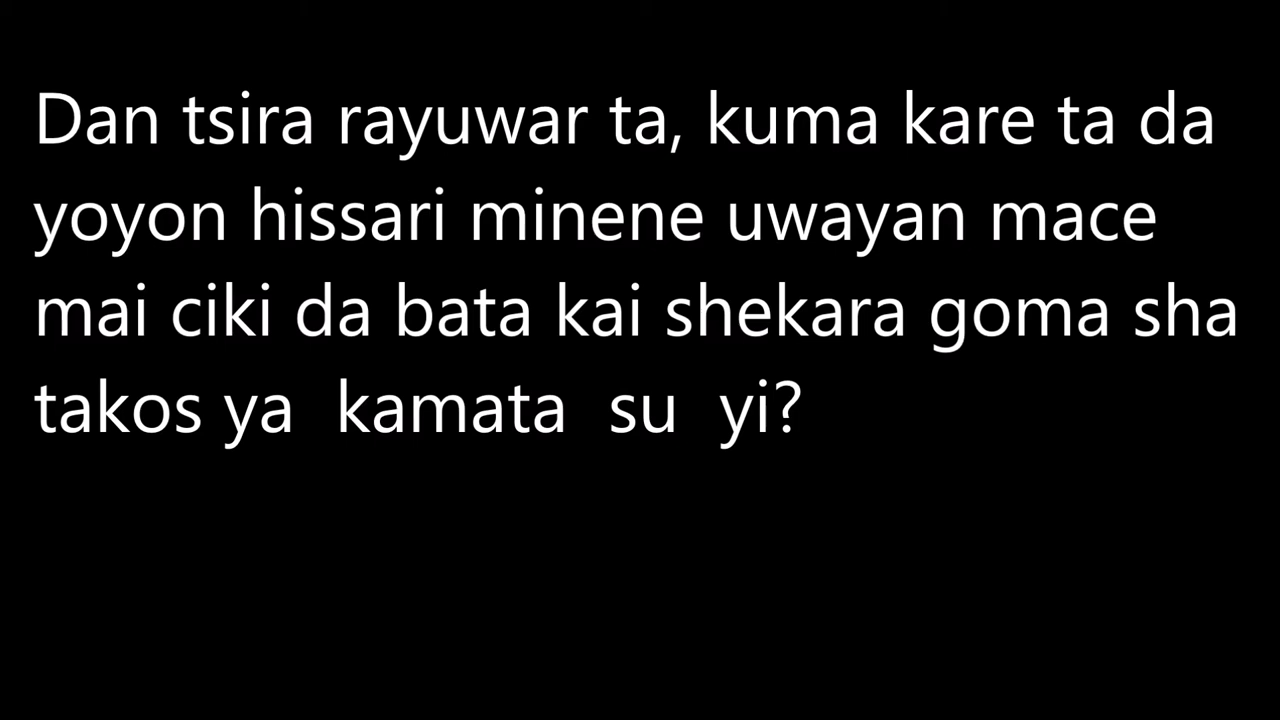 Dan tsira rayuwar ta, kuma kare ta da
yoyon hissari minene uwayan mace
mai ciki da bata kai shekara goma sha
takos ya kamata su yi?